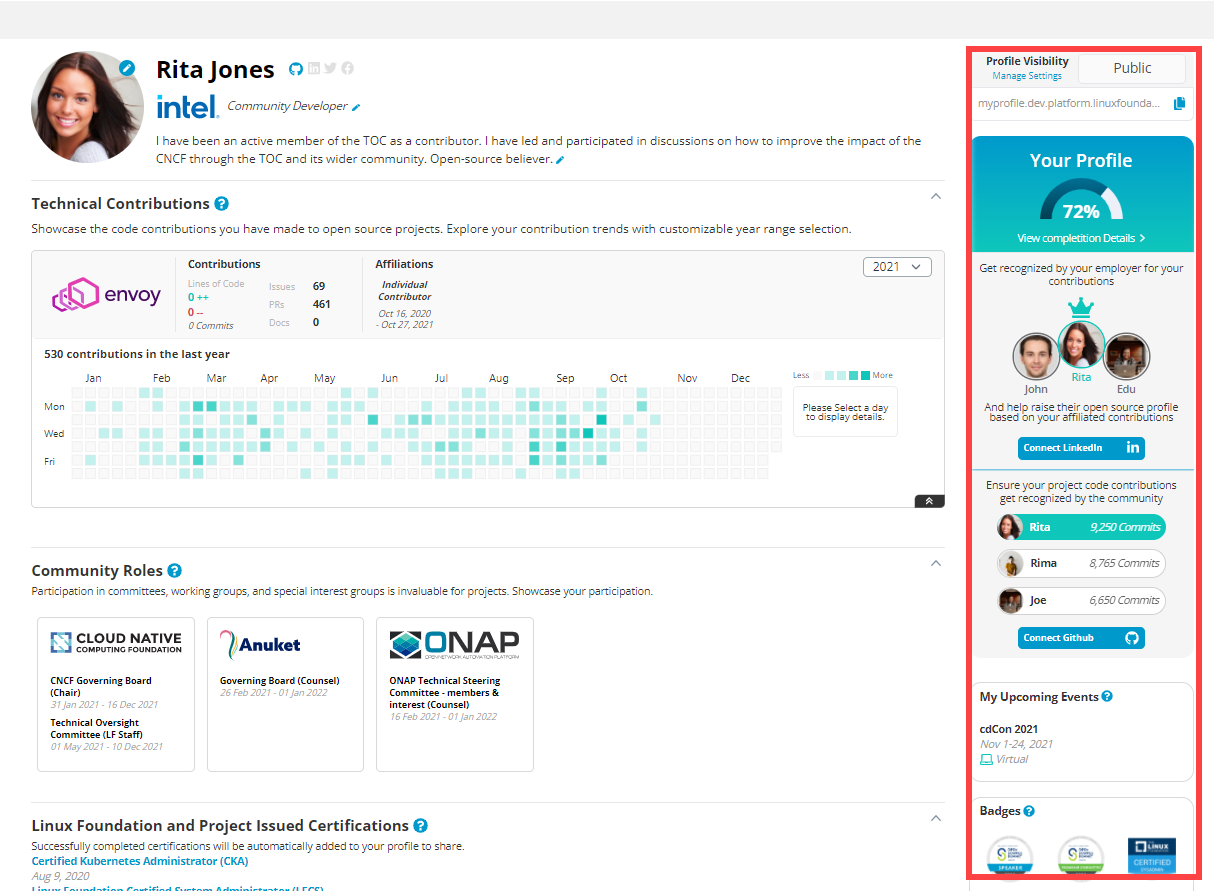 Rita Jones
intel.
Community Developer
I have been an active member of the TOC as a contributor. I have led and participated in discussions on how to improve the impact of the
CNCF through the TOC and its wider community. Open-source believer.
Technical Contributions ?
Showcase the code contributions you have made to open source projects. Explore your contribution trends with customizable year range selection.
envoy
Contributions
Lines of Code
0 ++
0 --
0 Commits
Issues 69
PRs 461
Docs 0
Affiliations
Individual
Contributor
Oct 16, 2020
- Oct 27, 2021
2021
530 contributions in the last year
Jan Feb Mar Apr May Jun Jul Aug Sep Oct Nov Dec
Mon
Wed
Fri
Less More
Please Select a day
to display details.
Community Roles ?
Participation in committees, working groups, and special interest groups is invaluable for projects. Showcase your participation.
CLOUD NATIVE
COMPUTING FOUNDATION
CNCF Governing Board
(Chair)
31 Jan 2021 - 16 Dec 2021
Technical Oversight
Committee (LF Staff)
01 May 2021 - 10 Dec 2021
Anuket
Governing Board (Counsel)
26 Feb 2021 - 01 Jan 2022
ONAP
OPEN NETWORK AUTOMATION PLATFORM
ONAP Technical Steering
Committee - members &
interest (Counsel)
16 Feb 2021 - 01 Jan 2022
Linux Foundation and Project Issued Certifications ?
Successfully completed certifications will be automatically added to your profile to share.
Certified Kubernetes Administrator (CKA)
Aug 9, 2020
Linux Foundation Certified System Administrator (LFCS)
Profile Visibility
Manage Settings
Public
myprofile.dev.platform.linuxfounda...
Your Profile
72%
View completition Details >
Get recognized by your employer for your
contributions
John
Rita
Edu
And help raise their open source profile
based on your affiliated contributions
Connect LinkedIn in
Ensure your project code contributions
get recognized by the community
Rita 9,250 Commits
Rima 8,765 Commits
Joe 6,650 Commits
Connect Github
My Upcoming Events ?
cdCon 2021
Nov 1-24, 2021
Virtual
Badges ?
SPEAKER
LINUX
CERTIFIED